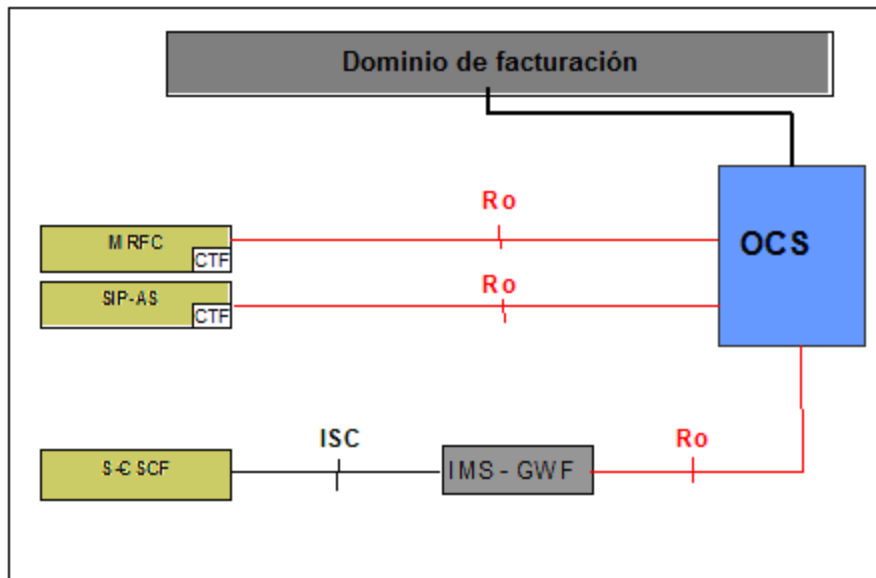 Dominio de facturación
Ro
MRFC
CTF
OCS
Ro
SIP-AS
CTF
ISC
Ro
S-CSCF
IMS - GWF